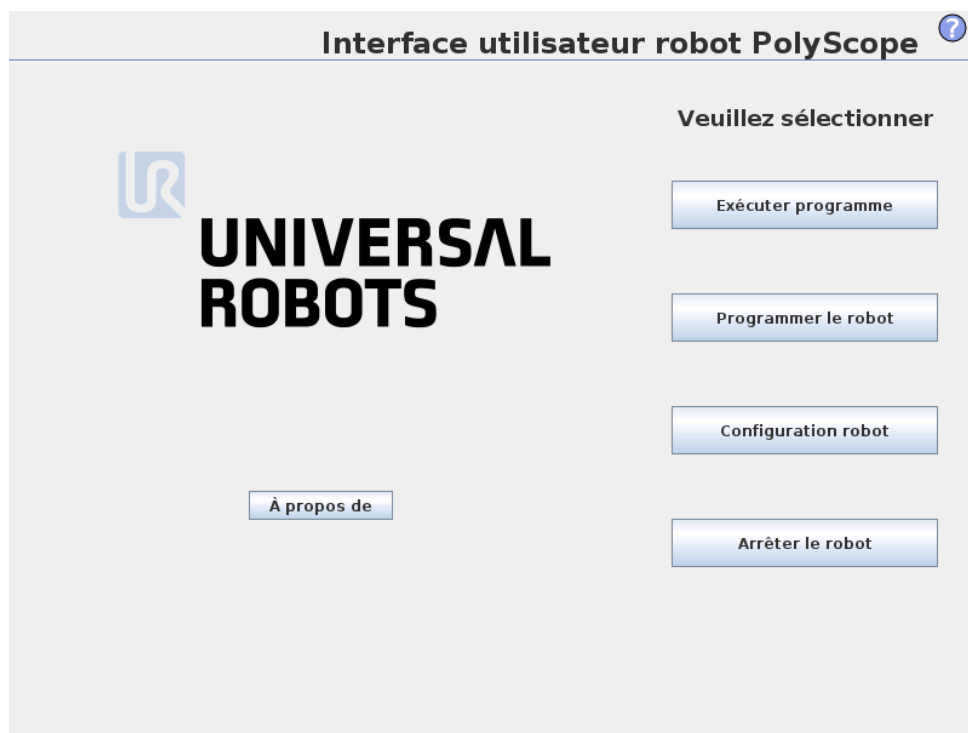 Interface utilisateur robot PolyScope
?
Veuillez sélectionner
UR
UNIVERSAL
ROBOTS
Exécuter programme
Programmer le robot
Configuration robot
À propos de
Arrêter le robot